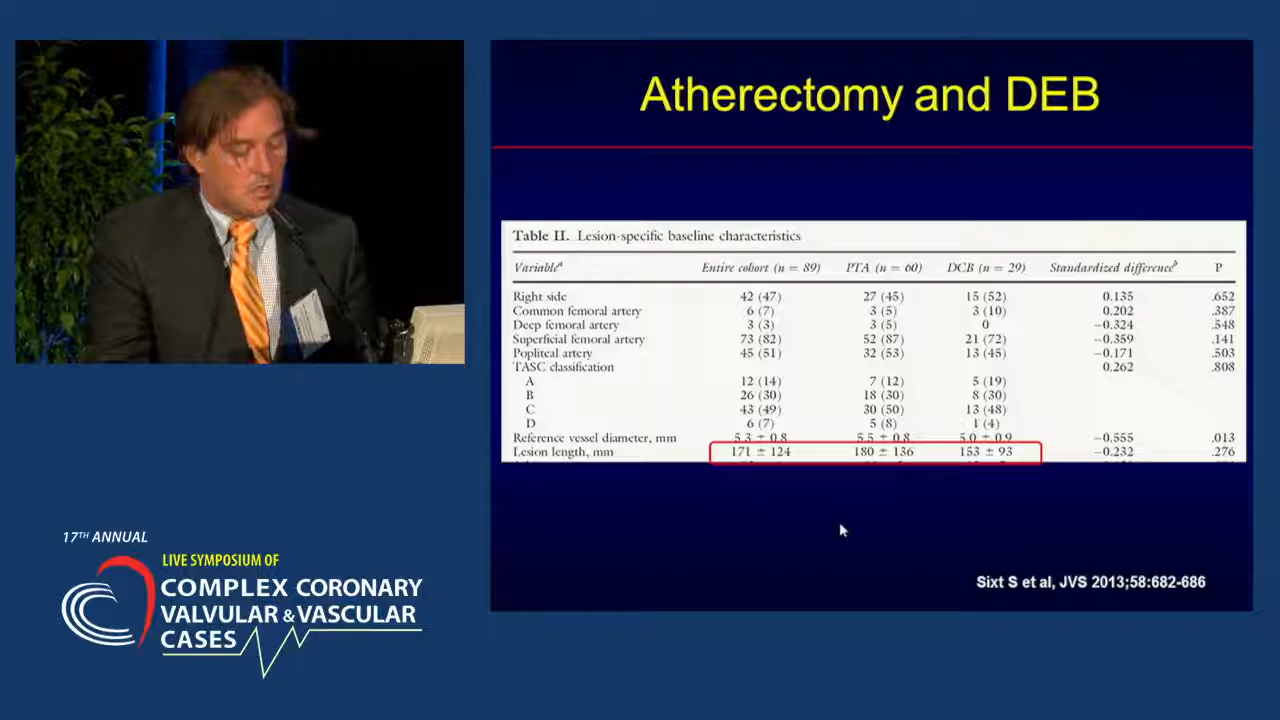 Atherectomy and DEB
Table II. Lesion-specific baseline characteristics
Variableᵃ Entire cohort (n = 89) PTA (n = 60) DCB (n = 29) Standardized differenceᵇ P
Right side 42 (47) 27 (45) 15 (52) 0.135 .652
Common femoral artery 6 (7) 3 (5) 3 (10) 0.202 .387
Deep femoral artery 3 (3) 3 (5) 0 −0.324 .548
Superficial femoral artery 73 (82) 52 (87) 21 (72) −0.359 .141
Popliteal artery 45 (51) 32 (53) 13 (45) −0.171 .503
TASC classification 0.262 .808
A 12 (14) 7 (12) 5 (19)
B 26 (30) 18 (30) 8 (30)
C 43 (49) 30 (50) 13 (48)
D 6 (7) 5 (8) 1 (4)
Reference vessel diameter, mm 5.3 ± 0.8 5.5 ± 0.8 5.0 ± 0.9 −0.555 .013
Lesion length, mm 171 ± 124 180 ± 136 153 ± 93 −0.232 .276
Sixt S et al, JVS 2013;58:682-686
17TH ANNUAL
LIVE SYMPOSIUM OF
COMPLEX CORONARY
VALVULAR & VASCULAR
CASES